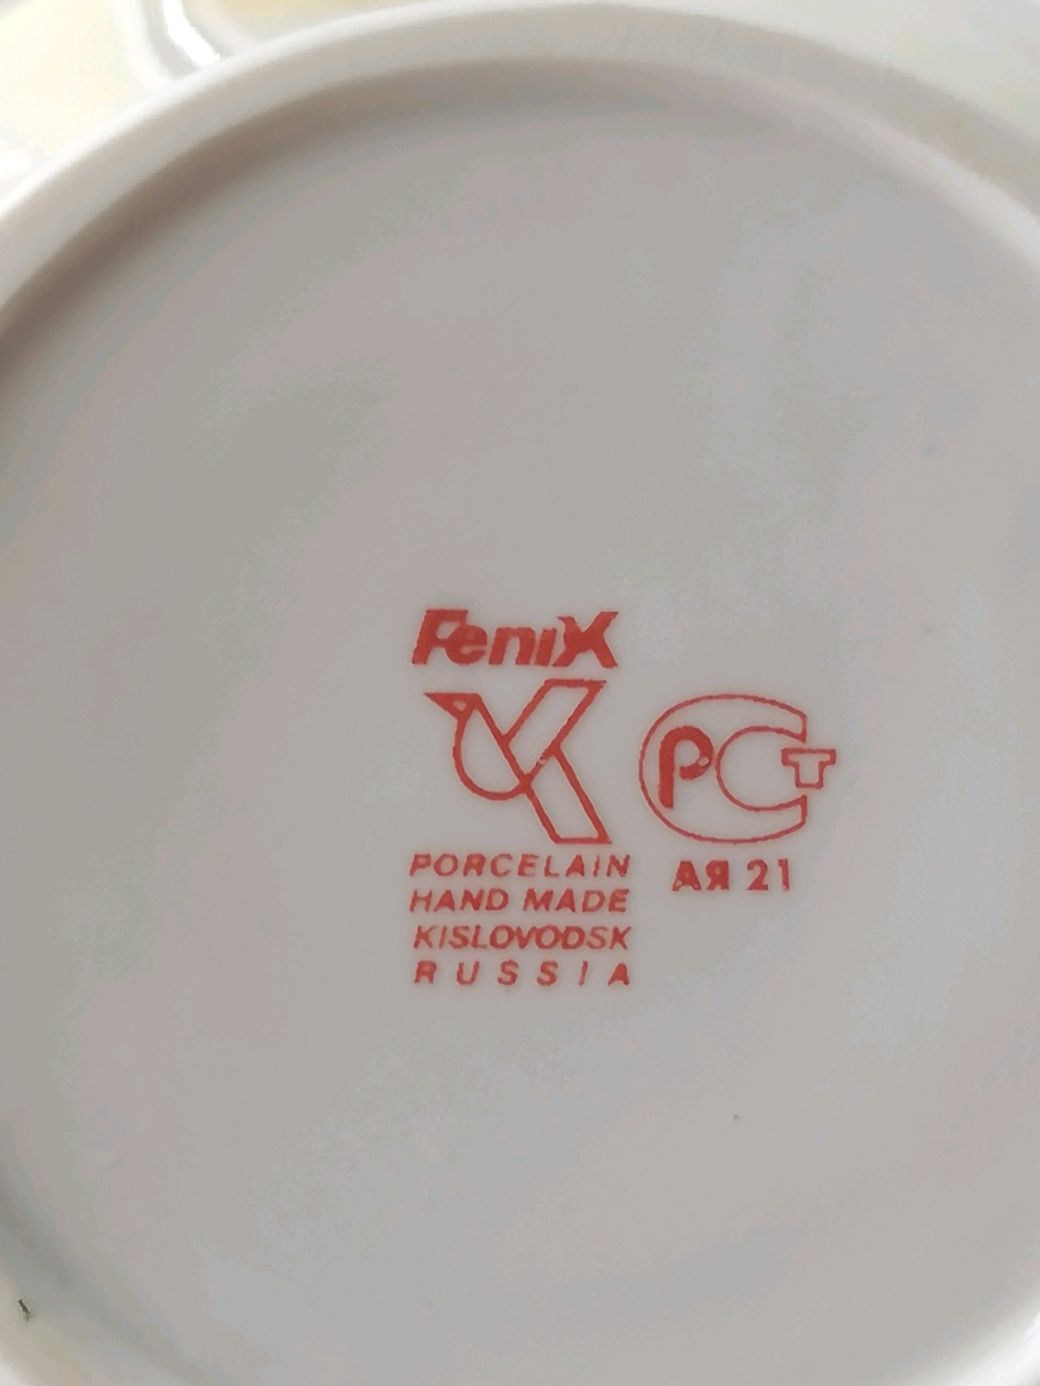 Fenix
РСт
АЯ 21
PORCELAIN
HAND MADE
KISLOVODSK
RUSSIA